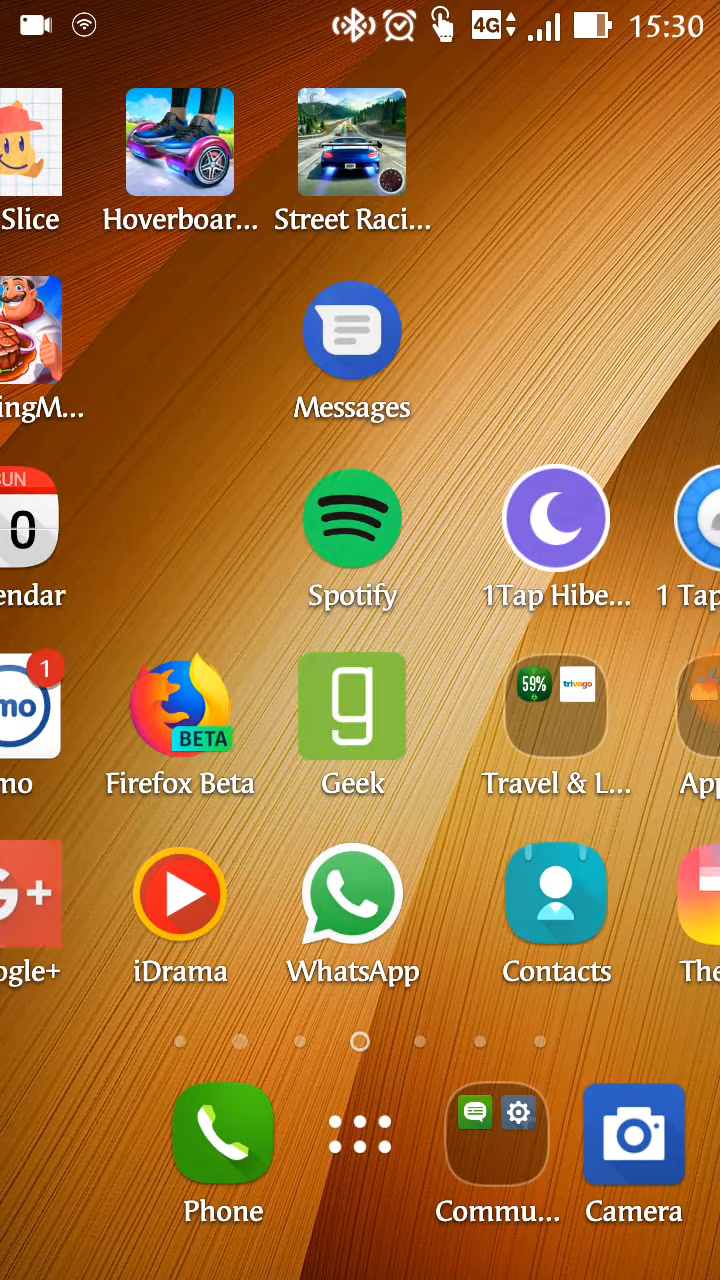 4G 15:30
Slice Hoverboar... Street Raci...
ingM... Messages
SUN
0
endar Spotify 1Tap Hibe... 1 Tap
1
mo BETA 59% trivago
mo Firefox Beta Geek Travel & L... App
G+
ogle+ iDrama WhatsApp Contacts The
Phone Commu... Camera